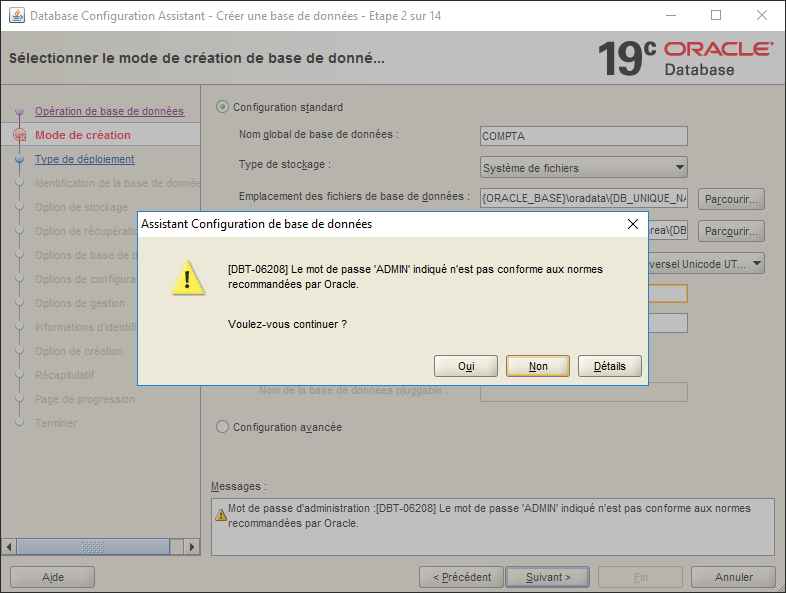 Database Configuration Assistant - Créer une base de données - Etape 2 sur 14
Sélectionner le mode de création de base de donné...
19c ORACLE
Database
Opération de base de données
Mode de création
Type de déploiement
Identification de la base de donnée
Option de stockage
Option de récupératio
Options de base de d
Options de configurat
Options de gestion
Informations d'identifi
Option de création
Récapitulatif
Page de progression
Terminer
Configuration standard
Nom global de base de données :
COMPTA
Type de stockage :
Système de fichiers
Emplacement des fichiers de base de données :
{ORACLE_BASE}\oradata\{DB_UNIQUE_NA
Parcourir...
area\{DB
Parcourir...
versel Unicode UT...
Assistant Configuration de base de données
[DBT-06208] Le mot de passe 'ADMIN' indiqué n'est pas conforme aux normes
recommandées par Oracle.
Voulez-vous continuer ?
Oui
Non
Détails
Nom de la base de données pluggable :
Configuration avancée
Messages :
Mot de passe d'administration :[DBT-06208] Le mot de passe 'ADMIN' indiqué n'est pas conforme aux normes
recommandées par Oracle.
Aide
< Précédent
Suivant >
Fin
Annuler